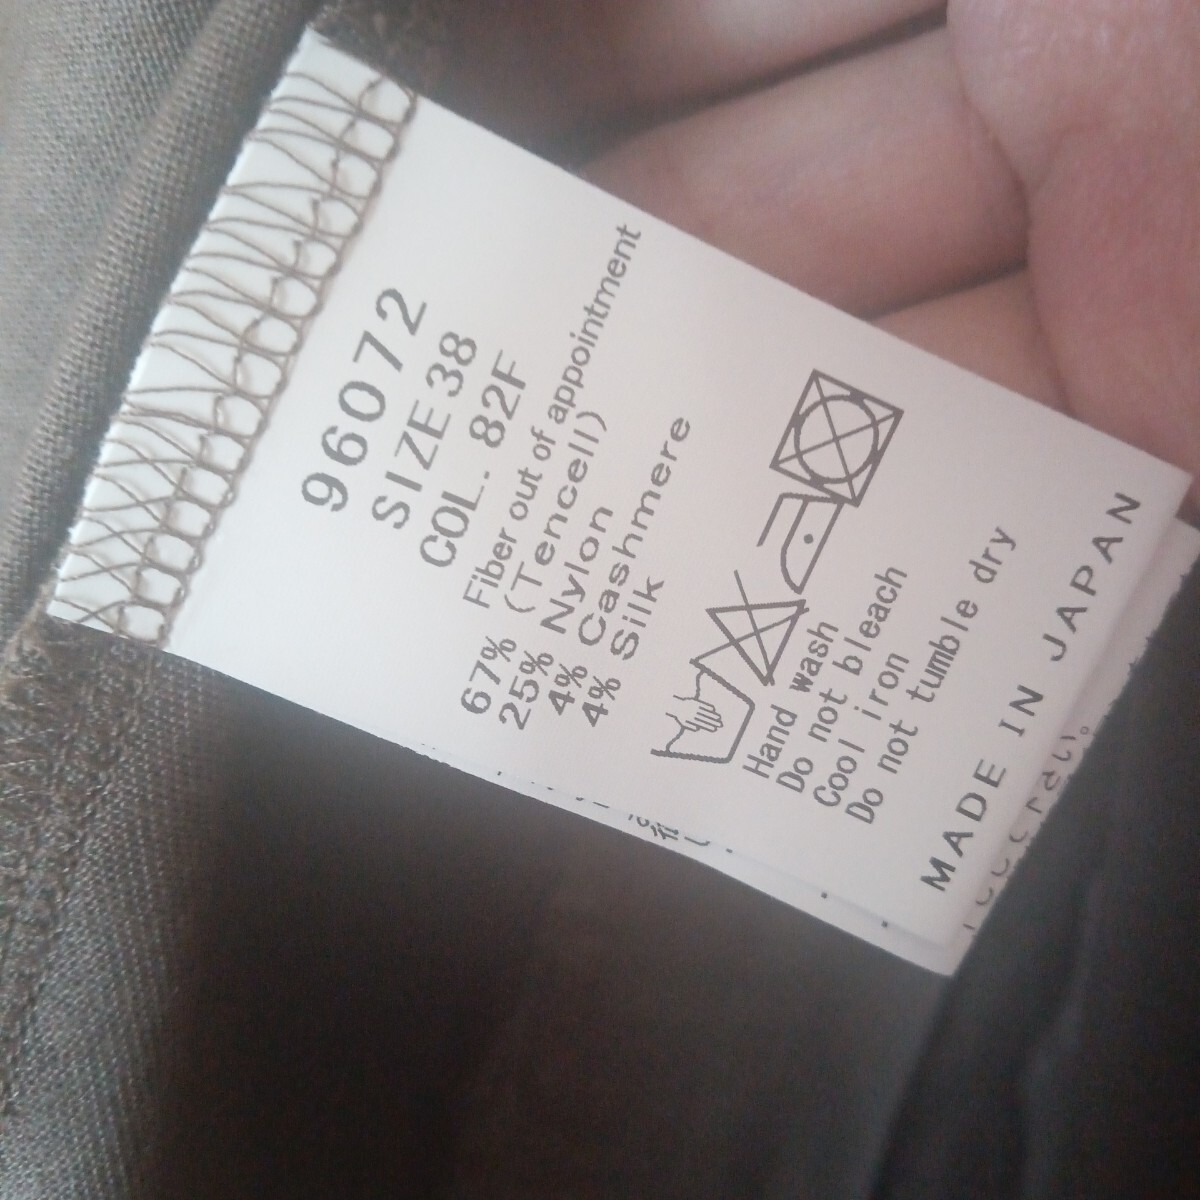 96072
SIZE 38
COL. 82F
67% Fiber out of appointment
(Tencell)
25% Nylon
4% Cashmere
4% Silk
Hand wash
Do not bleach
Cool iron
Do not tumble dry
MADE IN JAPAN